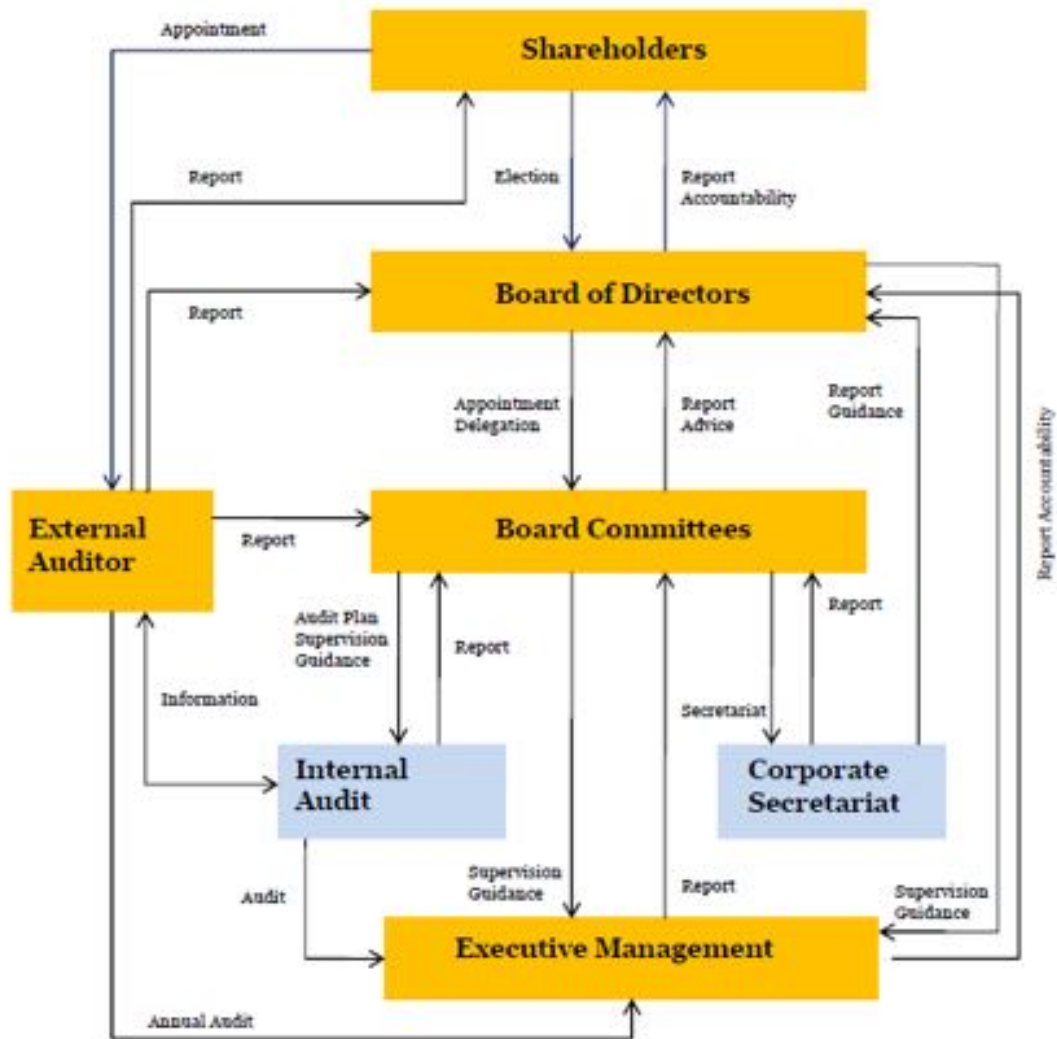 Appointment
Shareholders
Report
Election
Report
Accountability
Board of Directors
Report
Appointment
Delegation
Report
Advice
Report
Guidance
Report Accountability
External
Auditor
Report
Board Committees
Audit Plan
Supervision
Guidance
Report
Report
Information
Secretariat
Internal
Audit
Corporate
Secretariat
Audit
Supervision
Guidance
Report
Supervision
Guidance
Executive Management
Annual Audit